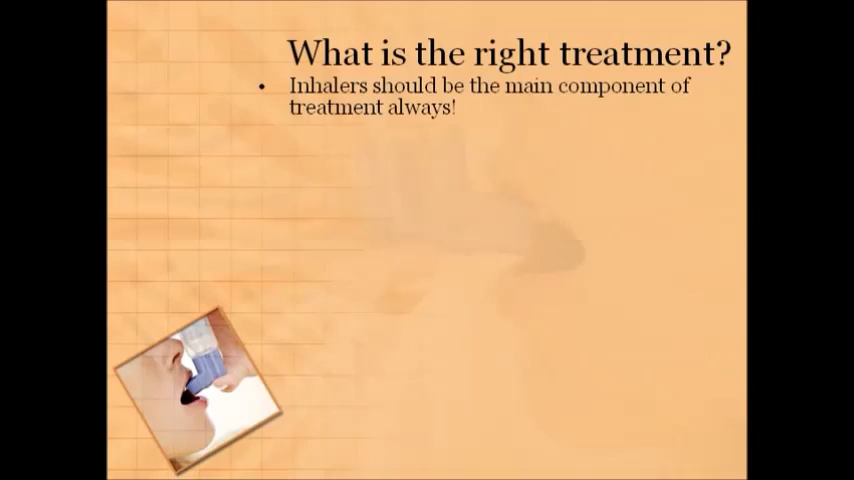 What is the right treatment?
• Inhalers should be the main component of
treatment always!